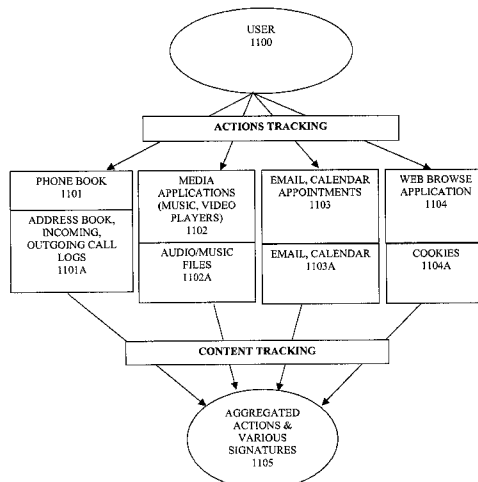 USER
1100
ACTIONS TRACKING
PHONE BOOK
1101
ADDRESS BOOK,
INCOMING,
OUTGOING CALL
LOGS
1101A
MEDIA
APPLICATIONS
(MUSIC, VIDEO
PLAYERS)
1102
AUDIO/MUSIC
FILES
1102A
EMAIL, CALENDAR
APPOINTMENTS
1103
EMAIL, CALENDAR
1103A
WEB BROWSE
APPLICATION
1104
COOKIES
1104A
CONTENT TRACKING
AGGREGATED
ACTIONS &
VARIOUS
SIGNATURES
1105